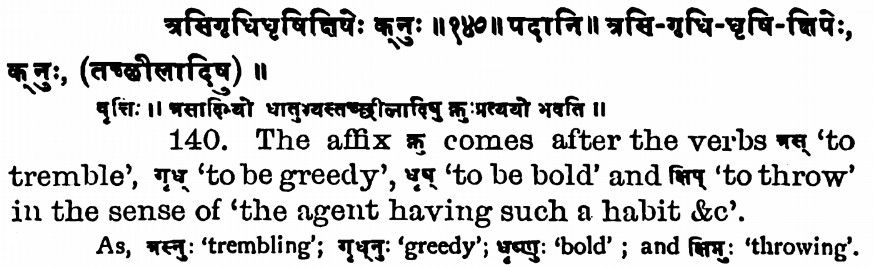 त्रसिगृधिधृषिक्षिपेः क्नुः ॥१४०॥ पदानि ॥ त्रसि-गृधि-धृषि-क्षिपेः,
क्नुः, (तच्छीलादिषु) ॥
वृत्तिः ॥ त्रसादिभ्यो धातुभ्यस्तच्छीलादिषु क्नुःप्रत्ययो भवति ॥
140. The affix क्नु comes after the verbs त्रस् ‘to
tremble’, गृध् ‘to be greedy’, धृष् ‘to be bold’ and क्षिप् ‘to throw’
in the sense of ‘the agent having such a habit &c’.
As, त्रस्नु: ‘trembling’; गृध्नु: ‘greedy’; धृष्णु: ‘bold’ ; and क्षिप्नु: ‘throwing’.